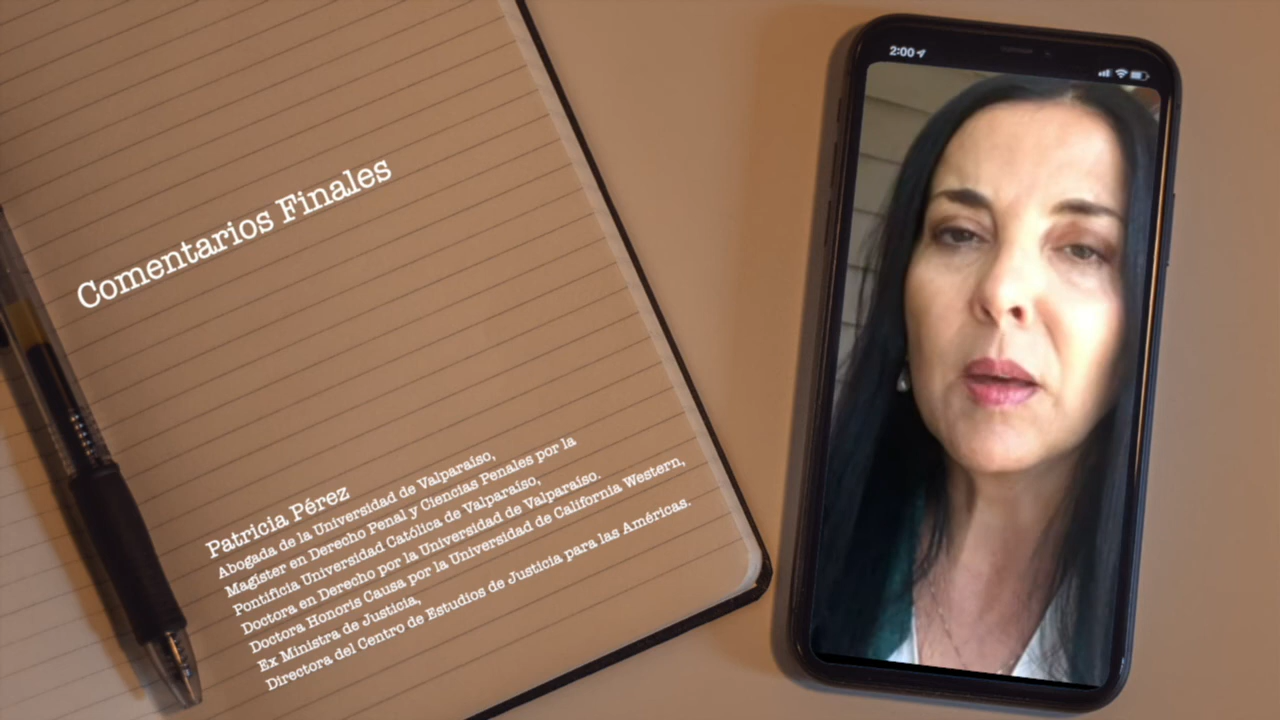 Comentarios Finales
Patricia Pérez
Abogada de la Universidad de Valparaíso,
Magíster en Derecho Penal y Ciencias Penales por la
Pontificia Universidad Católica de Valparaíso,
Doctora en Derecho por la Universidad de Valparaíso.
Doctora Honoris Causa por la Universidad de California Western,
Ex Ministra de Justicia,
Directora del Centro de Estudios de Justicia para las Américas.
2:00